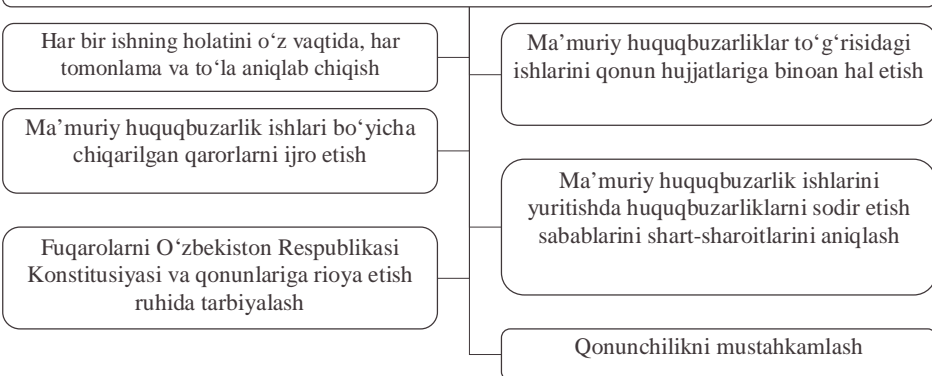 Har bir ishning holatini o‘z vaqtida, har
tomonlama va to‘la aniqlab chiqish
Ma’muriy huquqbuzarliklar to‘g‘risidagi
ishlarini qonun hujjatlariga binoan hal etish
Ma’muriy huquqbuzarlik ishlari bo‘yicha
chiqarilgan qarorlarni ijro etish
Ma’muriy huquqbuzarlik ishlarini
yuritishda huquqbuzarliklarni sodir etish
sabablarini shart-sharoitlarini aniqlash
Fuqarolarni O‘zbekiston Respublikasi
Konstitusiyasi va qonunlariga rioya etish
ruhida tarbiyalash
Qonunchilikni mustahkamlash